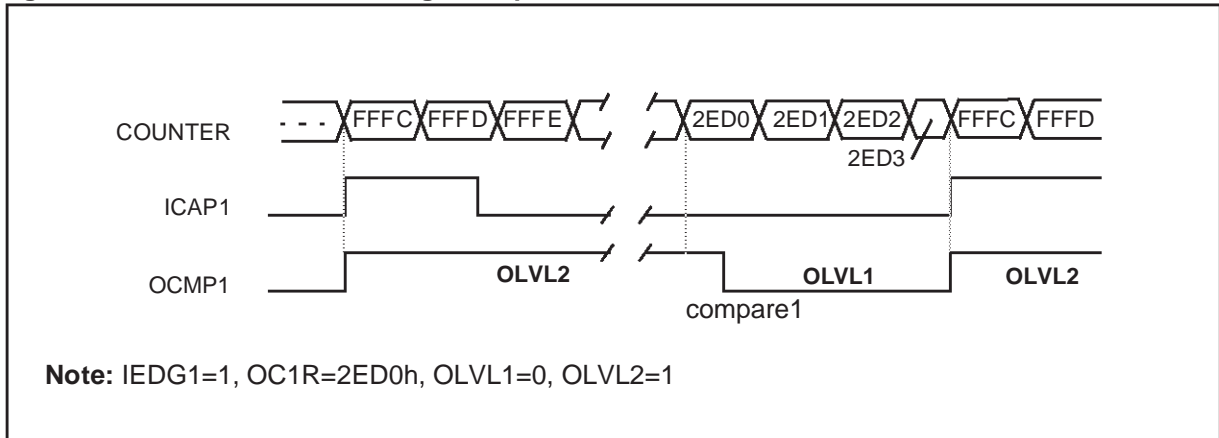 COUNTER - - - FFFC FFFD FFFE 2ED0 2ED1 2ED2 FFFC FFFD
2ED3
ICAP1
OCMP1 OLVL2 OLVL1 OLVL2
compare1
Note: IEDG1=1, OC1R=2ED0h, OLVL1=0, OLVL2=1